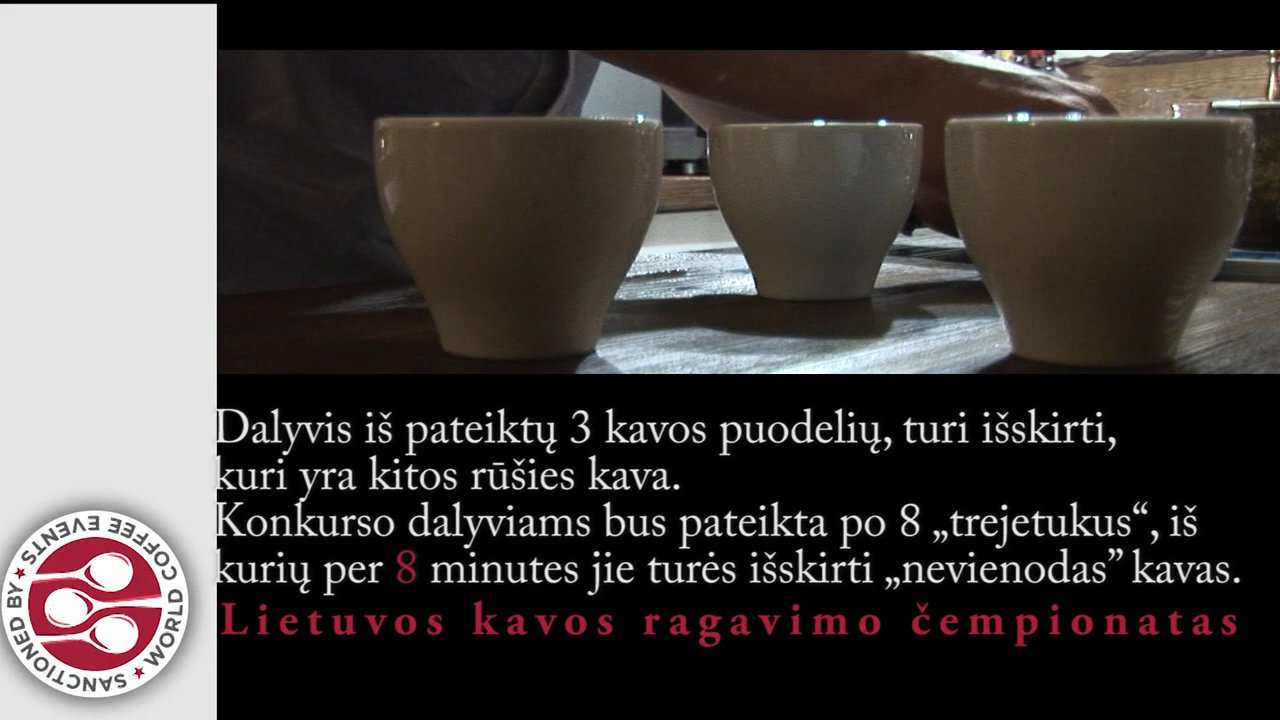 Dalyvis iš pateiktų 3 kavos puodelių, turi išskirti,
kuri yra kitos rūšies kava.
Konkurso dalyviams bus pateikta po 8 „trejetukus“, iš
kurių per 8 minutes jie turės išskirti „nevienodas” kavas.
Lietuvos kavos ragavimo čempionatas
SANCTIONED BY ★ WORLD COFFEE EVENTS ★